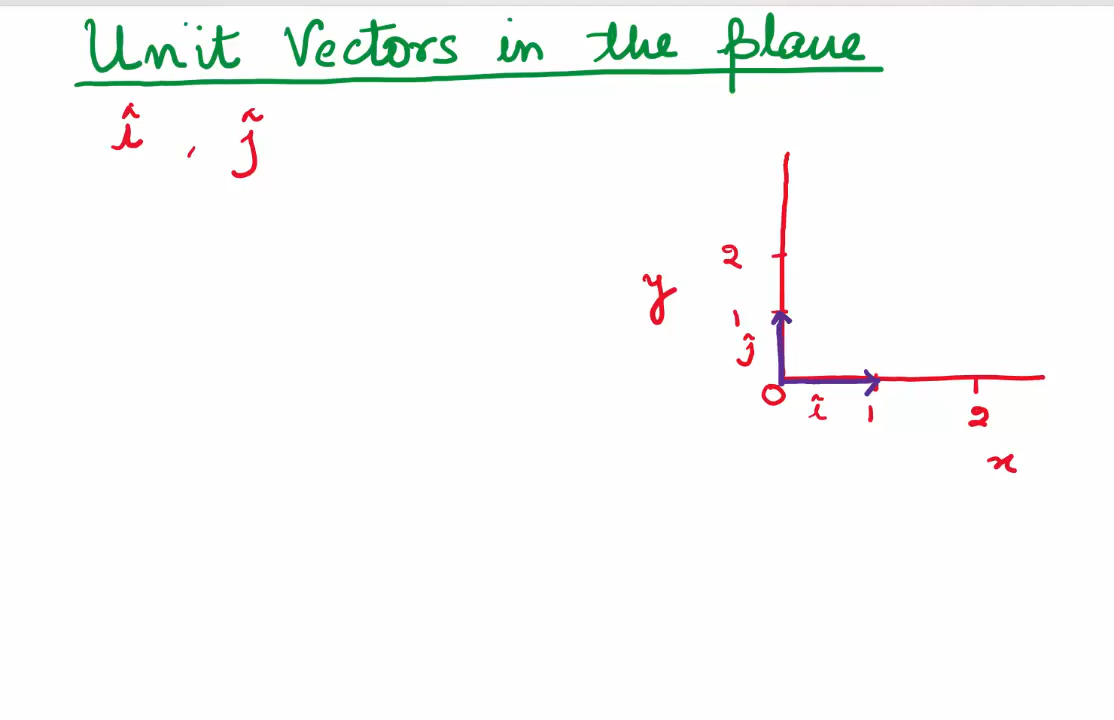 Unit Vectors in the plane
î , ĵ
2
y
1
ĵ
0 î 1 2
x